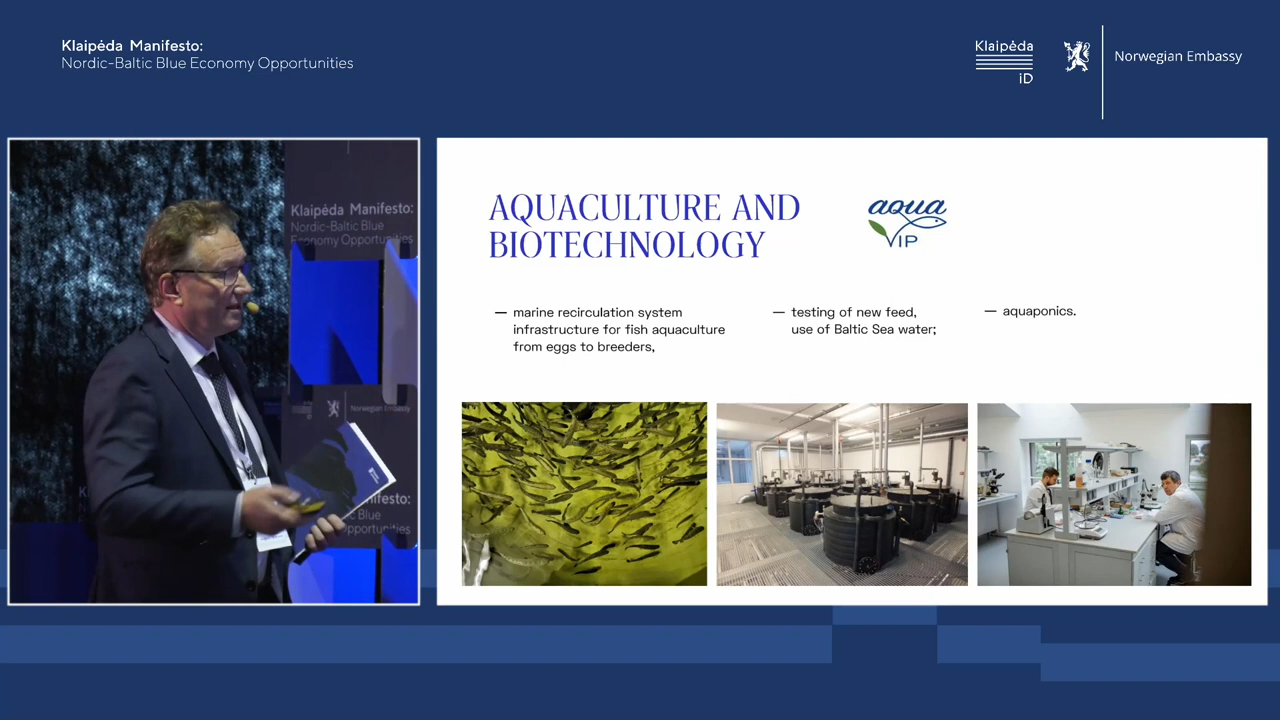 Klaipėda Manifesto:
Nordic-Baltic Blue Economy Opportunities
Klaipėda
iD
Norwegian Embassy
Klaipėda Manifesto:
Nordic-Baltic Blue
Economy Opportunities
Norwegian Embassy
AQUACULTURE AND
BIOTECHNOLOGY
aqua
VIP
— marine recirculation system
infrastructure for fish aquaculture
from eggs to breeders,
— testing of new feed,
use of Baltic Sea water;
— aquaponics.